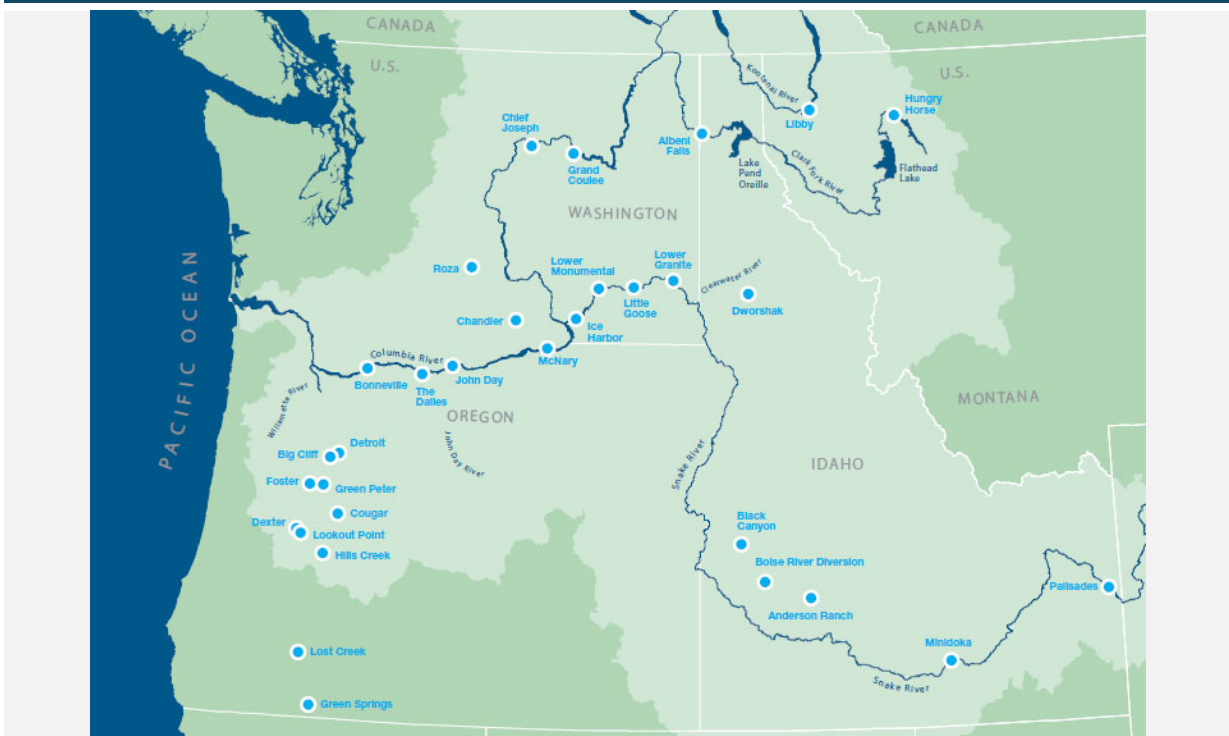 CANADA
U.S.
CANADA
U.S.
Kootenai River
Libby
Hungry
Horse
Chief
Joseph
Grand
Coulee
Albeni
Falls
Lake
Pend
Oreille
Clark Fork River
Flathead
Lake
WASHINGTON
PACIFIC OCEAN
Roza
Lower
Monumental
Lower
Granite
Little
Goose
Clearwater River
Dworshak
Chandler
Ice
Harbor
McNary
Columbia River
Bonneville
The
Dalles
John Day
Willamette River
OREGON
John Day River
MONTANA
IDAHO
Snake River
Detroit
Big Cliff
Foster
Green Peter
Cougar
Dexter
Lookout Point
Hills Creek
Black
Canyon
Boise River Diversion
Anderson Ranch
Palisades
Minidoka
Snake River
Lost Creek
Green Springs